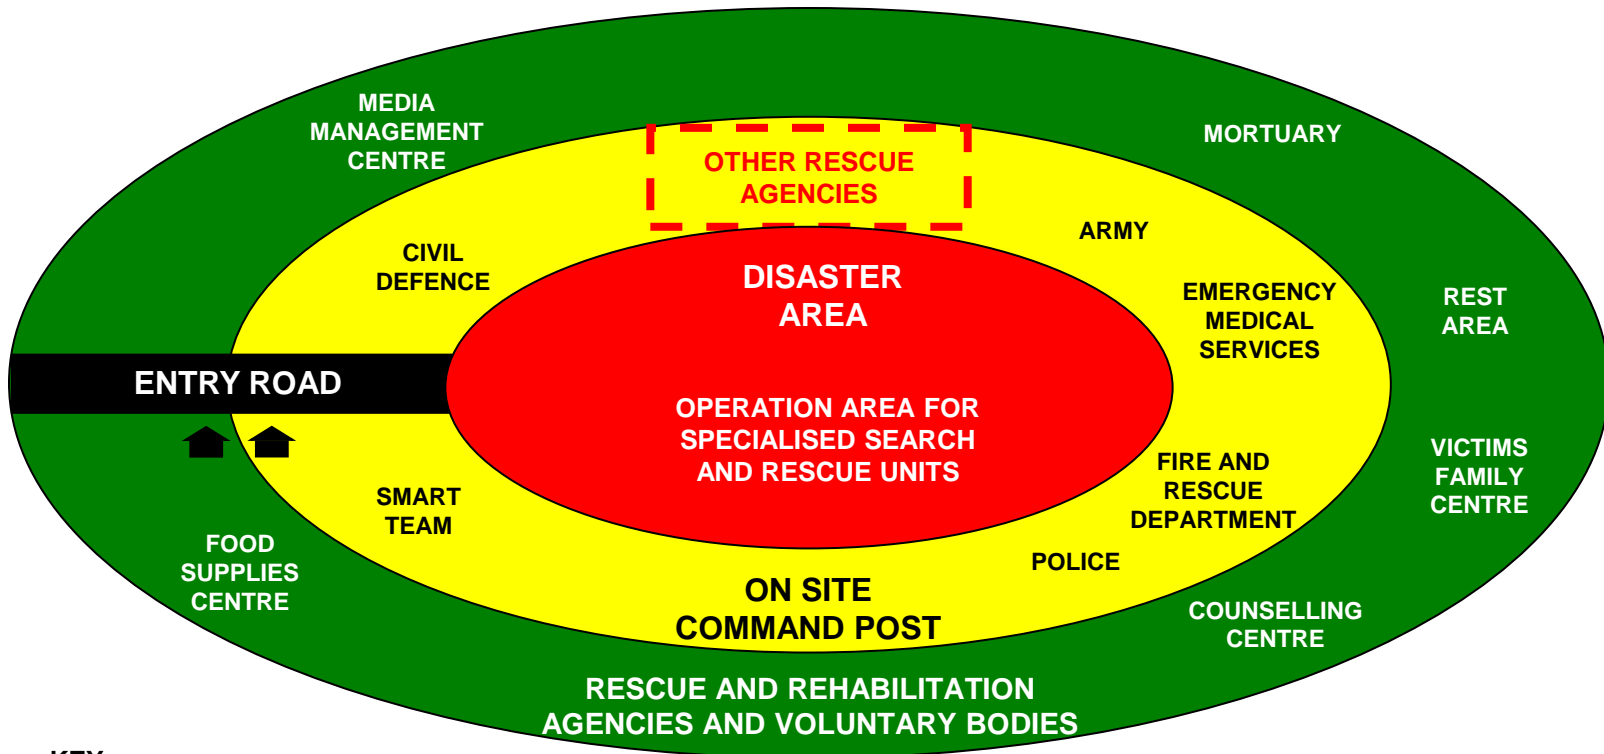 MEDIA
MANAGEMENT
CENTRE
MORTUARY
OTHER RESCUE
AGENCIES
ARMY
CIVIL
DEFENCE
DISASTER
AREA
EMERGENCY
MEDICAL
SERVICES
REST
AREA
ENTRY ROAD
OPERATION AREA FOR
SPECIALISED SEARCH
AND RESCUE UNITS
VICTIMS
FAMILY
CENTRE
FIRE AND
RESCUE
DEPARTMENT
SMART
TEAM
FOOD
SUPPLIES
CENTRE
POLICE
ON SITE
COMMAND POST
COUNSELLING
CENTRE
RESCUE AND REHABILITATION
AGENCIES AND VOLUNTARY BODIES
KEY